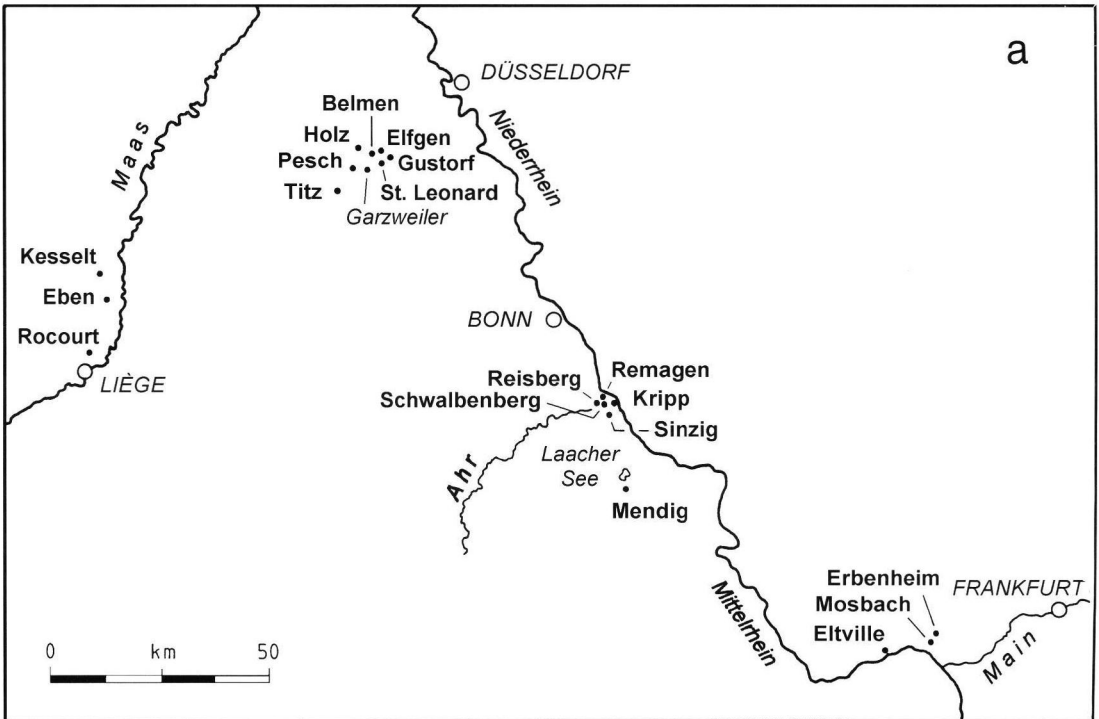 a
DÜSSELDORF
Niederrhein
Maas
Belmen
Holz
Elfgen
Pesch
Gustorf
Titz
St. Leonard
Garzweiler
Kesselt
Eben
Rocourt
LIÈGE
BONN
Reisberg
Remagen
Schwalbenberg
Kripp
Sinzig
Ahr
Laacher
See
Mendig
Mittelrhein
Erbenheim
FRANKFURT
Mosbach
Eltville
Main
0 km 50